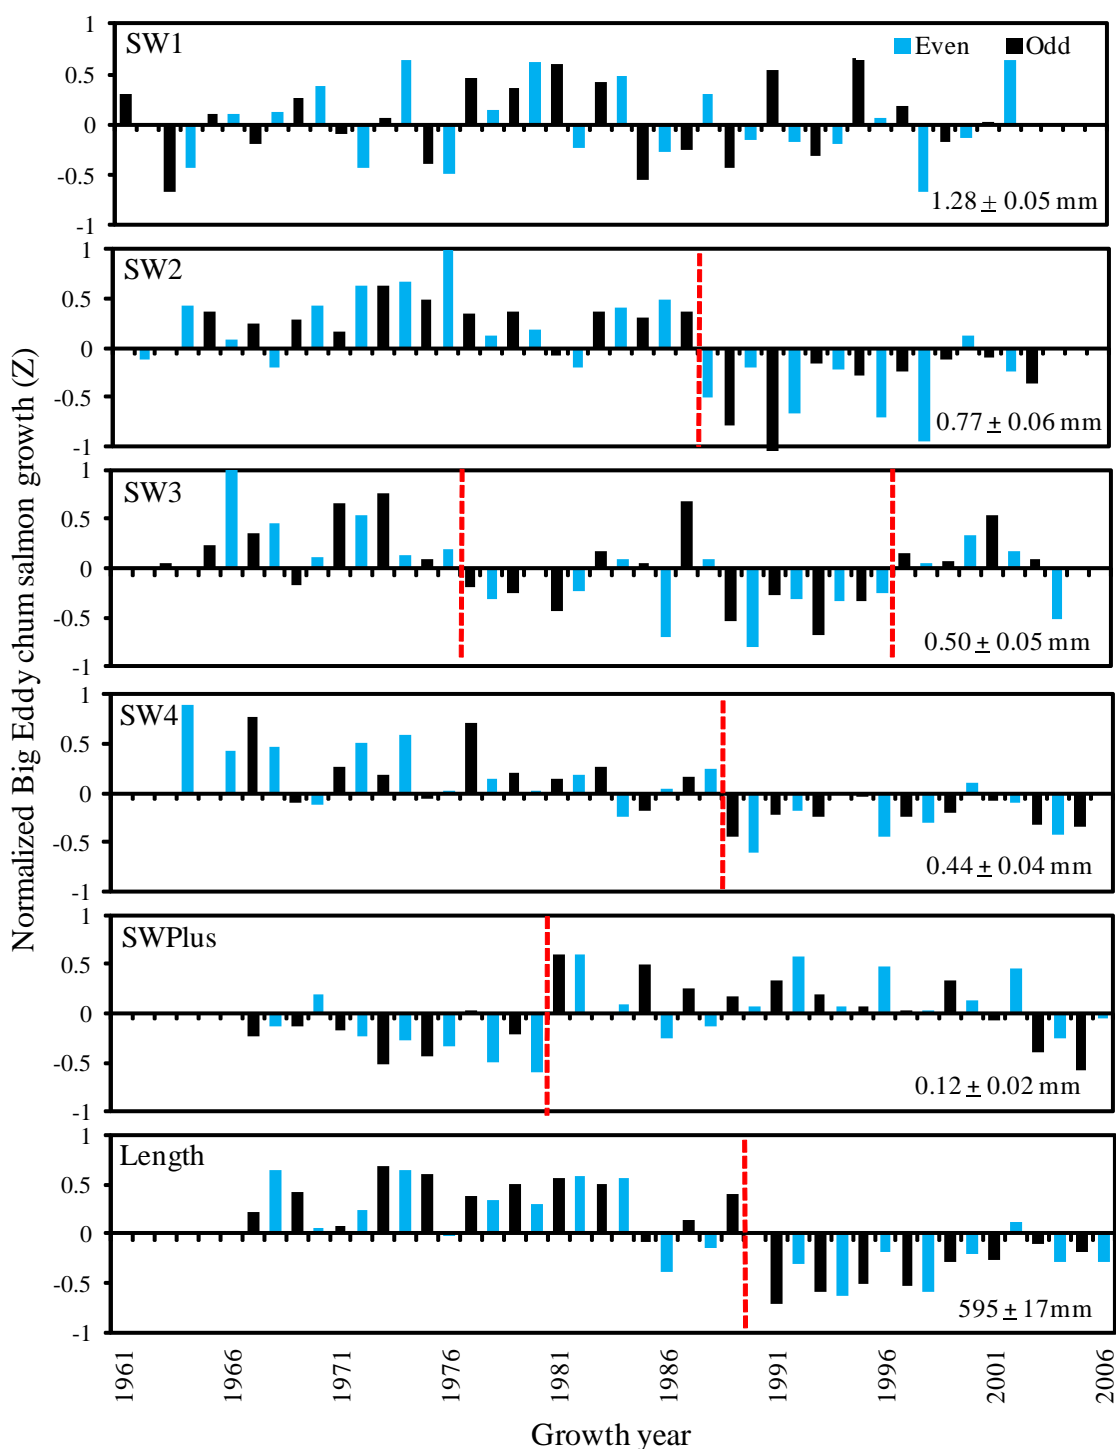 1
SW1
Even
Odd
0.5
0
-0.5
-1
1.28 ± 0.05 mm
1
SW2
0.5
0
-0.5
-1
0.77 ± 0.06 mm
1
SW3
0.5
0
-0.5
-1
0.50 ± 0.05 mm
1
SW4
0.5
0
-0.5
-1
0.44 ± 0.04 mm
1
SWPlus
0.5
0
-0.5
-1
0.12 ± 0.02 mm
1
Length
0.5
0
-0.5
-1
595 ± 17mm
Normalized Big Eddy chum salmon growth (Z)
1961
1966
1971
1976
1981
1986
1991
1996
2001
2006
Growth year